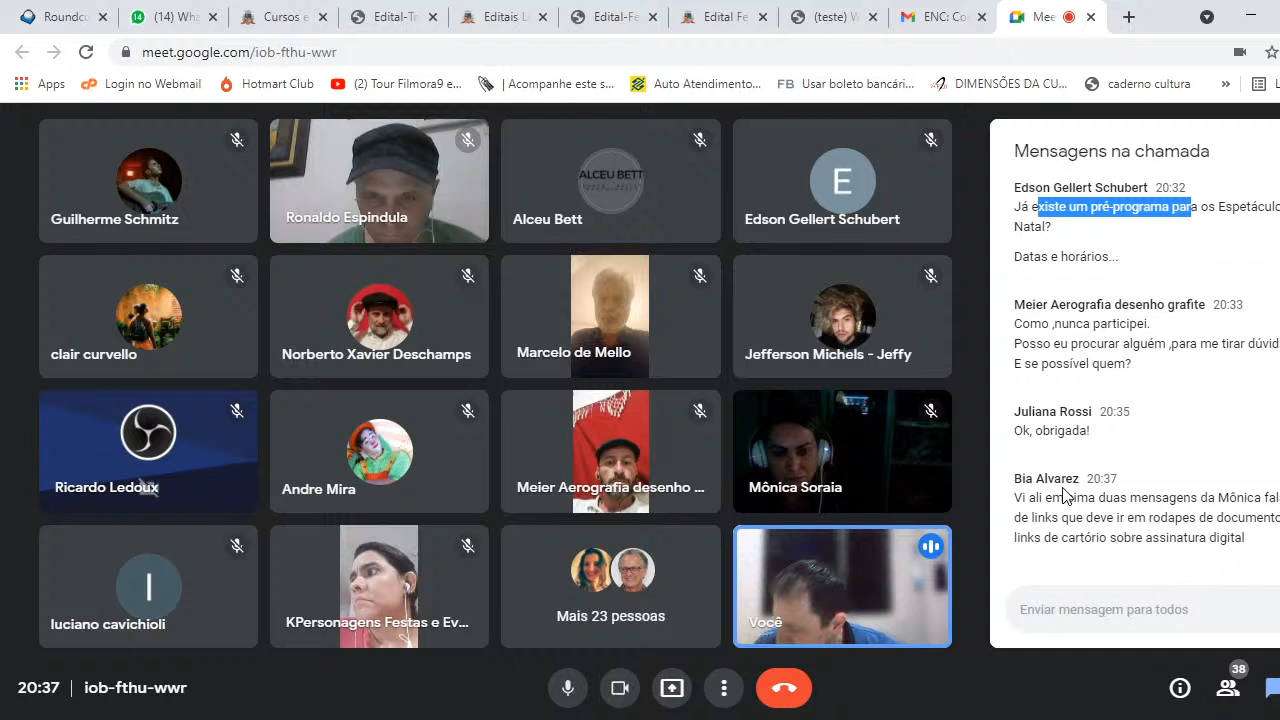 Roundcu
(14) Wha
Cursos e
Edital-Tr
Editais L
Edital-Fe
Edital Fe
(teste) W
ENC: Co
Mee
meet.google.com/iob-fthu-wwr
Apps
Login no Webmail
Hotmart Club
(2) Tour Filmora9 e...
| Acompanhe este s...
Auto Atendimento...
FB Usar boleto bancári...
DIMENSÕES DA CU...
caderno cultura
»
Guilherme Schmitz
Ronaldo Espindula
ALCEU BETT
Alceu Bett
E
Edson Gellert Schubert
clair curvello
Norberto Xavier Deschamps
Marcelo de Mello
Jefferson Michels - Jeffy
Ricardo Ledoux
Andre Mira
Meier Aerografia desenho ...
Mônica Soraia
I
luciano cavichioli
KPersonagens Festas e Ev...
Mais 23 pessoas
Você
Mensagens na chamada
Edson Gellert Schubert 20:32
Já existe um pré-programa para os Espetáculo
Natal?
Datas e horários...
Meier Aerografia desenho grafite 20:33
Como ,nunca participei.
Posso eu procurar alguém ,para me tirar dúvid
E se possível quem?
Juliana Rossi 20:35
Ok, obrigada!
Bia Alvarez 20:37
Vi ali em cima duas mensagens da Mônica fal
de links que deve ir em rodapes de documento
links de cartório sobre assinatura digital
Enviar mensagem para todos
20:37 | iob-fthu-wwr
38